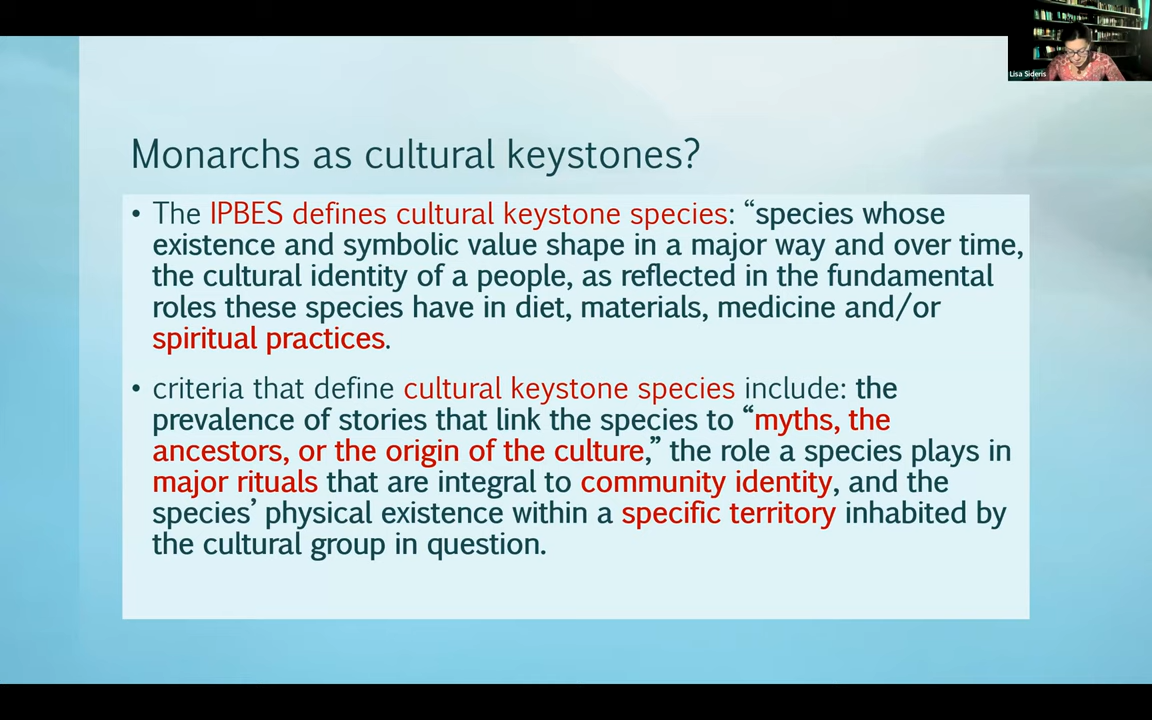 Lisa Sideris
Monarchs as cultural keystones?
• The IPBES defines cultural keystone species: “species whose
existence and symbolic value shape in a major way and over time,
the cultural identity of a people, as reflected in the fundamental
roles these species have in diet, materials, medicine and/or
spiritual practices.
• criteria that define cultural keystone species include: the
prevalence of stories that link the species to “myths, the
ancestors, or the origin of the culture,” the role a species plays in
major rituals that are integral to community identity, and the
species’ physical existence within a specific territory inhabited by
the cultural group in question.